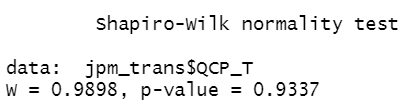 Shapiro-Wilk normality test
data:  jpm_trans$QCP_T
W = 0.9898, p-value = 0.9337